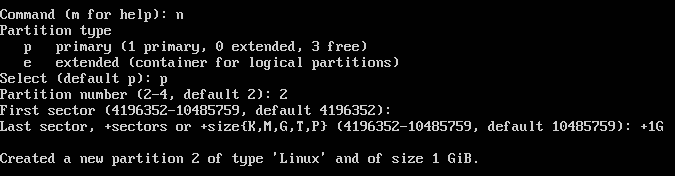 Command (m for help): n
Partition type
p primary (1 primary, 0 extended, 3 free)
e extended (container for logical partitions)
Select (default p): p
Partition number (2-4, default 2): 2
First sector (4196352-10485759, default 4196352):
Last sector, +sectors or +size{K,M,G,T,P} (4196352-10485759, default 10485759): +1G
Created a new partition 2 of type 'Linux' and of size 1 GiB.